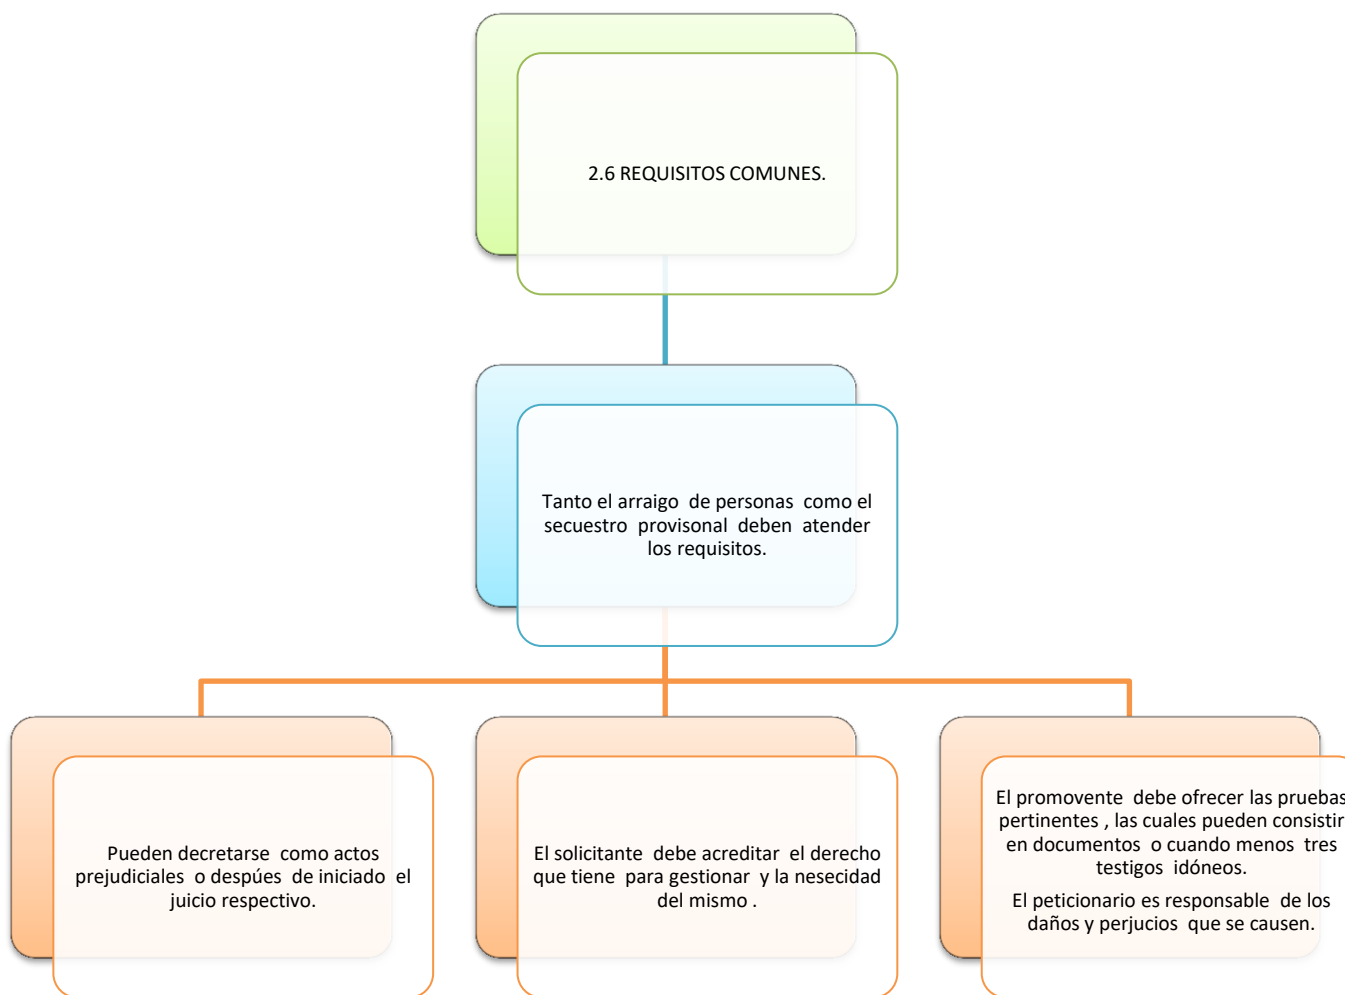 2.6 REQUISITOS COMUNES.
Tanto el arraigo de personas como el
secuestro provisonal deben atender
los requisitos.
Pueden decretarse como actos
prejudiciales o despúes de iniciado el
juicio respectivo.
El solicitante debe acreditar el derecho
que tiene para gestionar y la nesecidad
del mismo .
El promovente debe ofrecer las pruebas
pertinentes , las cuales pueden consistir
en documentos o cuando menos tres
testigos idóneos.
El peticionario es responsable de los
daños y perjucios que se causen.